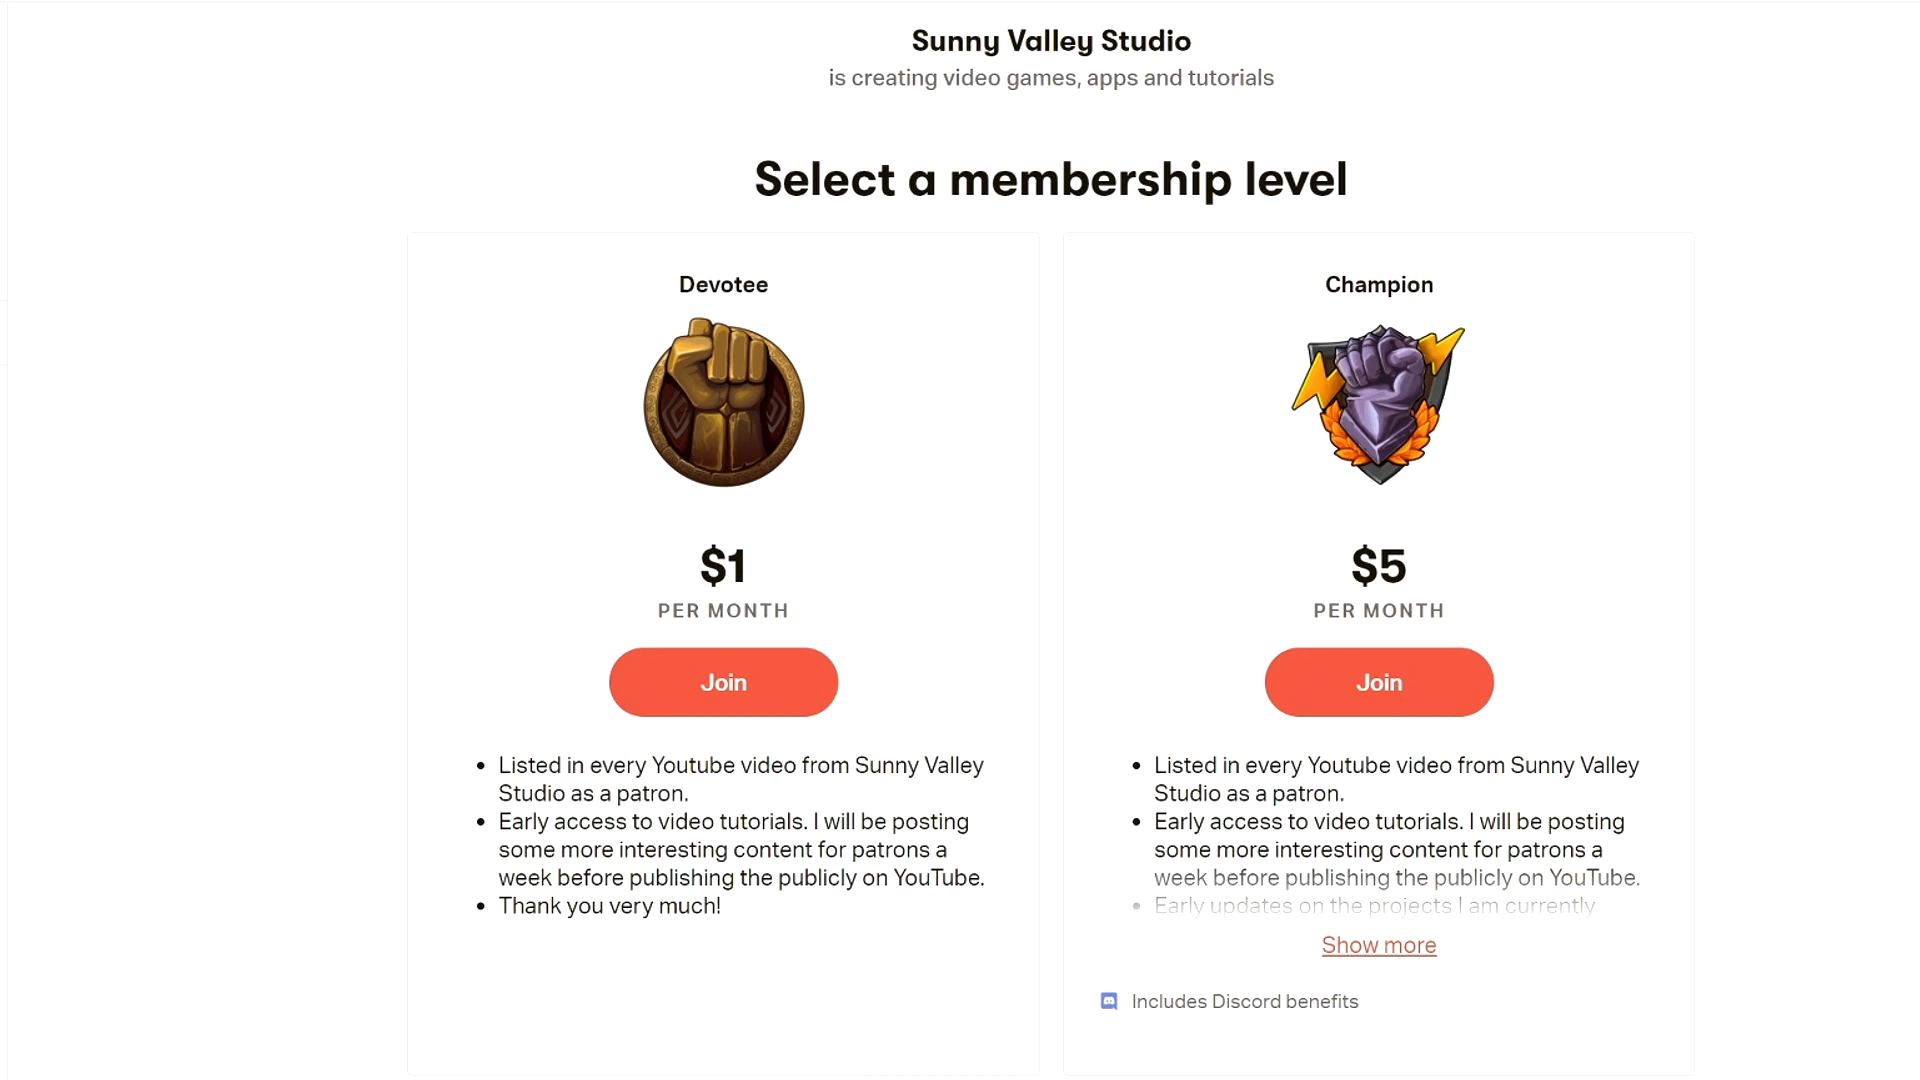 Sunny Valley Studio
is creating video games, apps and tutorials
Select a membership level
Devotee
$1
PER MONTH
Join
• Listed in every Youtube video from Sunny Valley
Studio as a patron.
• Early access to video tutorials. I will be posting
some more interesting content for patrons a
week before publishing the publicly on YouTube.
• Thank you very much!
Champion
$5
PER MONTH
Join
• Listed in every Youtube video from Sunny Valley
Studio as a patron.
• Early access to video tutorials. I will be posting
some more interesting content for patrons a
week before publishing the publicly on YouTube.
• Early updates on the projects I am currently
Show more
Includes Discord benefits